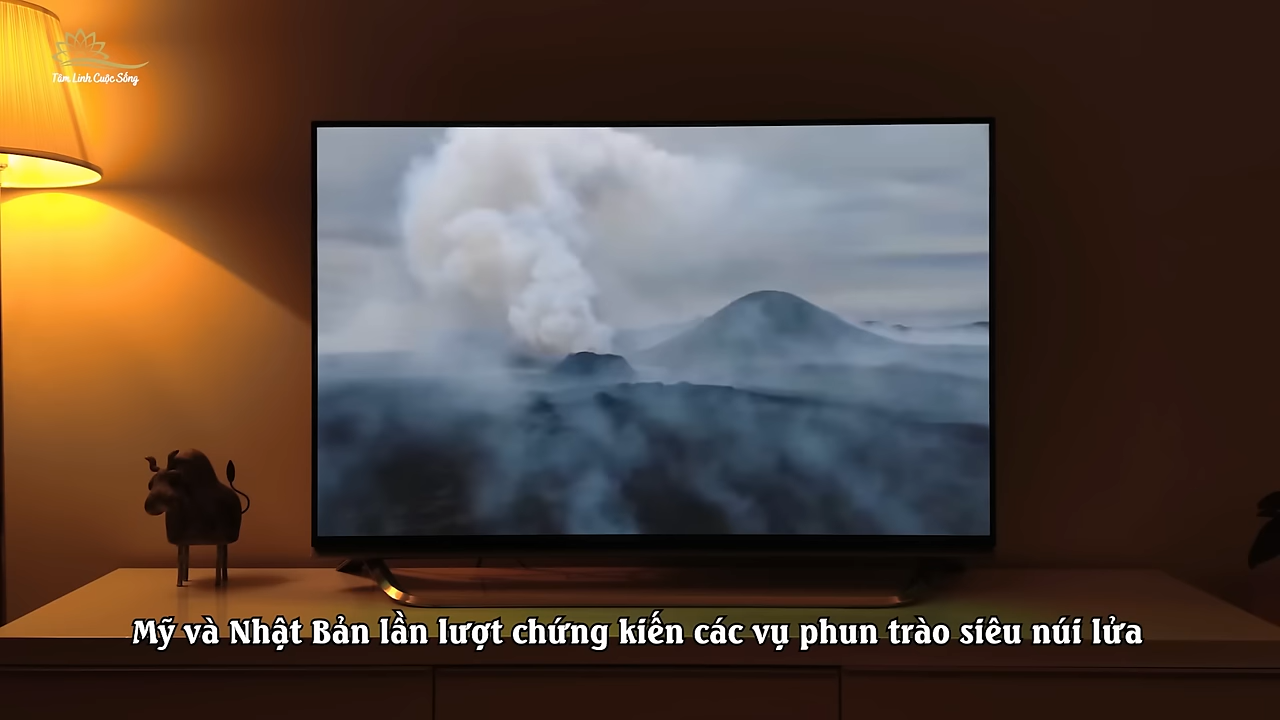 Tâm Linh Cuộc Sống
Mỹ và Nhật Bản lần lượt chứng kiến các vụ phun trào siêu núi lửa